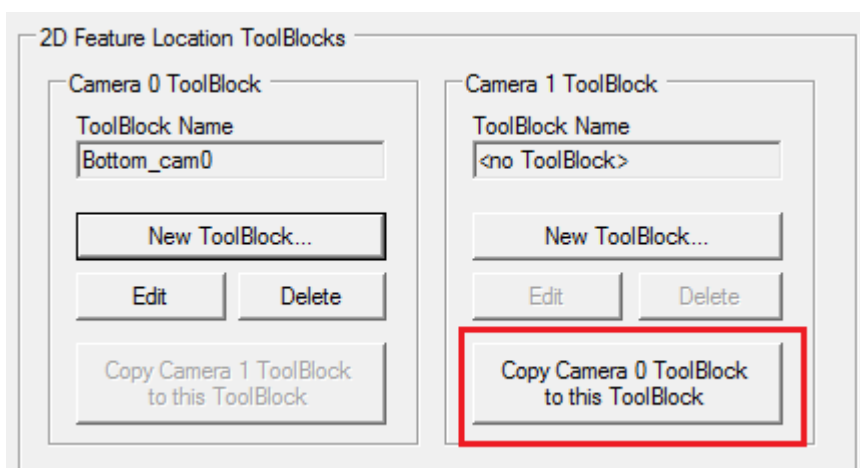 2D Feature Location ToolBlocks
Camera 0 ToolBlock
ToolBlock Name
Bottom_cam0
New ToolBlock...
Edit
Delete
Copy Camera 1 ToolBlock
to this ToolBlock
Camera 1 ToolBlock
ToolBlock Name
<no ToolBlock>
New ToolBlock...
Edit
Delete
Copy Camera 0 ToolBlock
to this ToolBlock